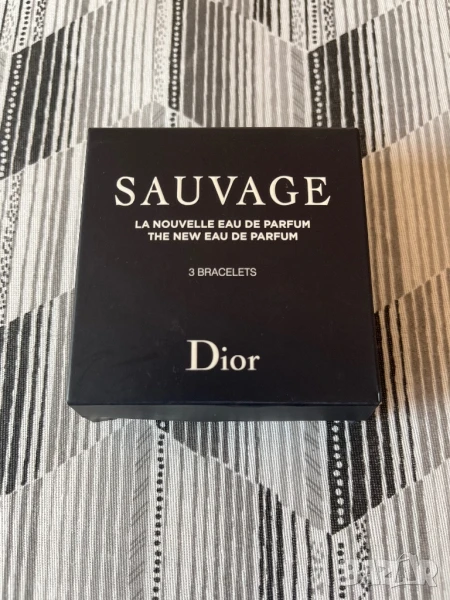 SAUVAGE
LA NOUVELLE EAU DE PARFUM
THE NEW EAU DE PARFUM
3 BRACELETS
Dior